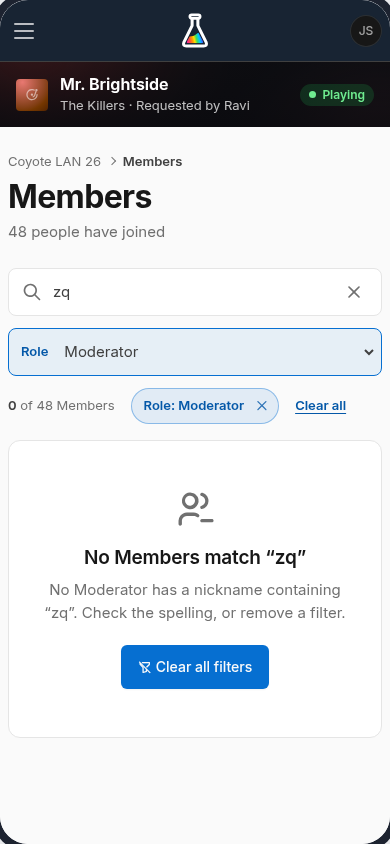 JS
Mr. Brightside
The Killers · Requested by Ravi
Playing
Coyote LAN 26 > Members
Members
48 people have joined
zq
Role Moderator
0 of 48 Members Role: Moderator Clear all
No Members match “zq”
No Moderator has a nickname containing
“zq”. Check the spelling, or remove a filter.
Clear all filters